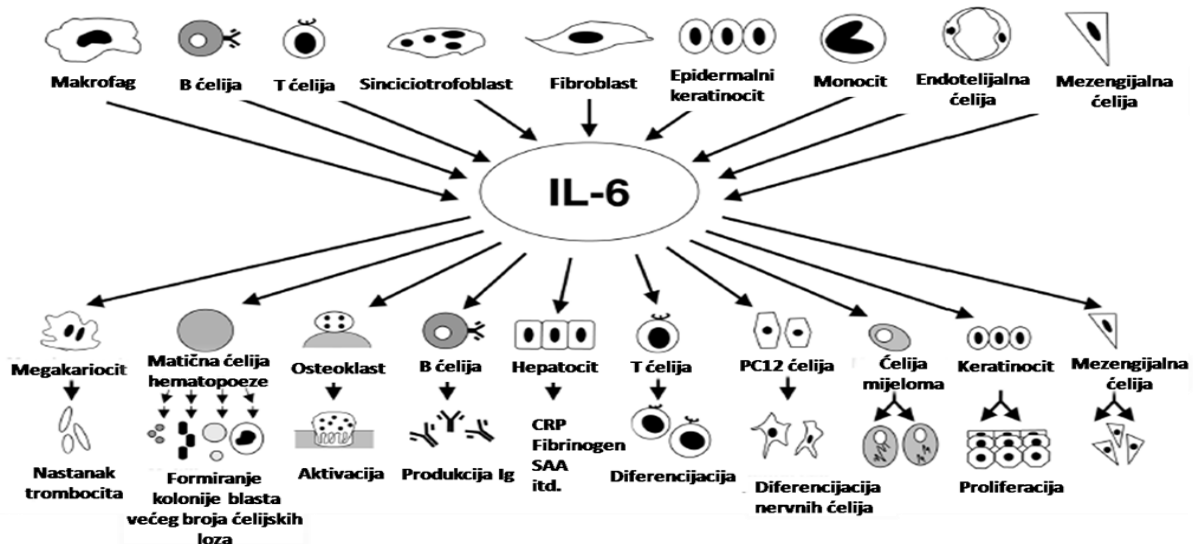 Makrofag
B ćelija
T ćelija
Sinciciotrofoblast
Fibroblast
Epidermalni
keratinocit
Monocit
Endotelijalna
ćelija
Mezengijalna
ćelija
IL-6
Megakariocit
Matična ćelija
hematopoeze
Osteoklast
B ćelija
Hepatocit
T ćelija
PC12 ćelija
Ćelija
mijeloma
Keratinocit
Mezengijalna
ćelija
Nastanak
trombocita
Formiranje
kolonije blasta
većeg broja ćelijskih
loza
Aktivacija
Produkcija Ig
CRP
Fibrinogen
SAA
itd.
Diferencijacija
Diferencijacija
nervnih ćelija
Proliferacija